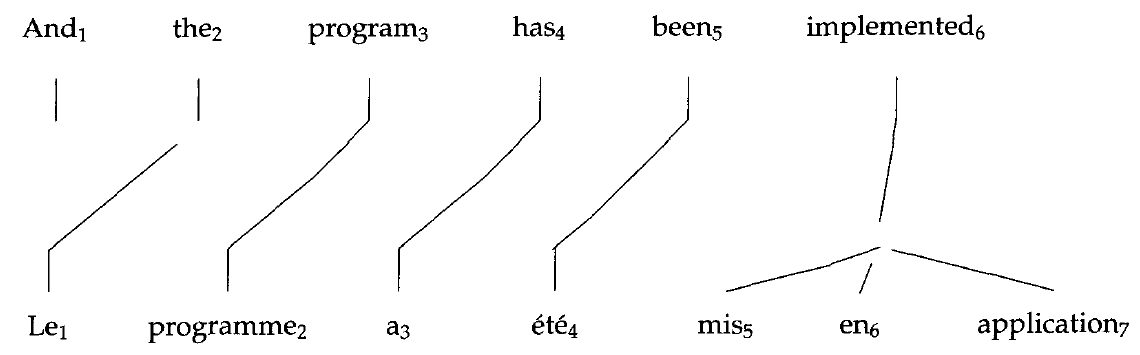 And₁ the₂ program₃ has₄ been₅ implemented₆
Le₁ programme₂ a₃ été₄ mis₅ en₆ application₇